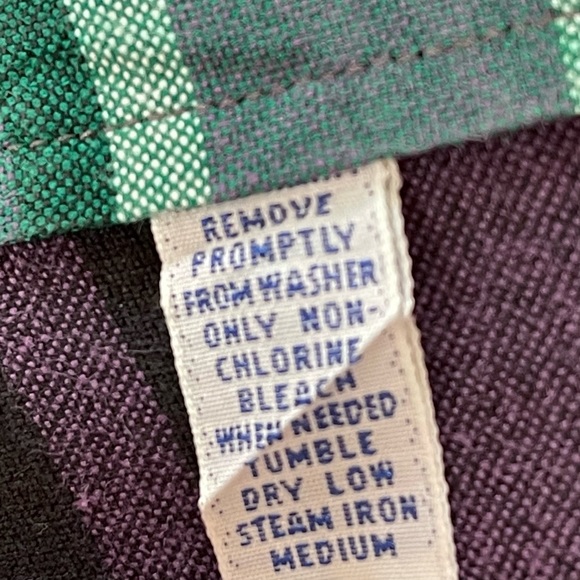 REMOVE
PROMPTLY
FROM WASHER
ONLY NON-
CHLORINE
BLEACH
WHEN NEEDED
TUMBLE
DRY LOW
STEAM IRON
MEDIUM